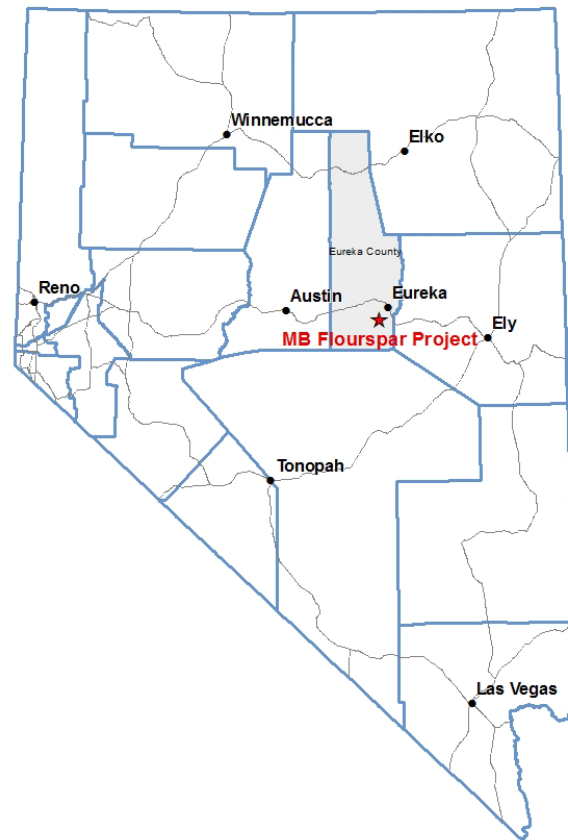 Winnemucca
Elko
Eureka County
Reno
Austin
Eureka
MB Flourspar Project
Ely
Tonopah
Las Vegas